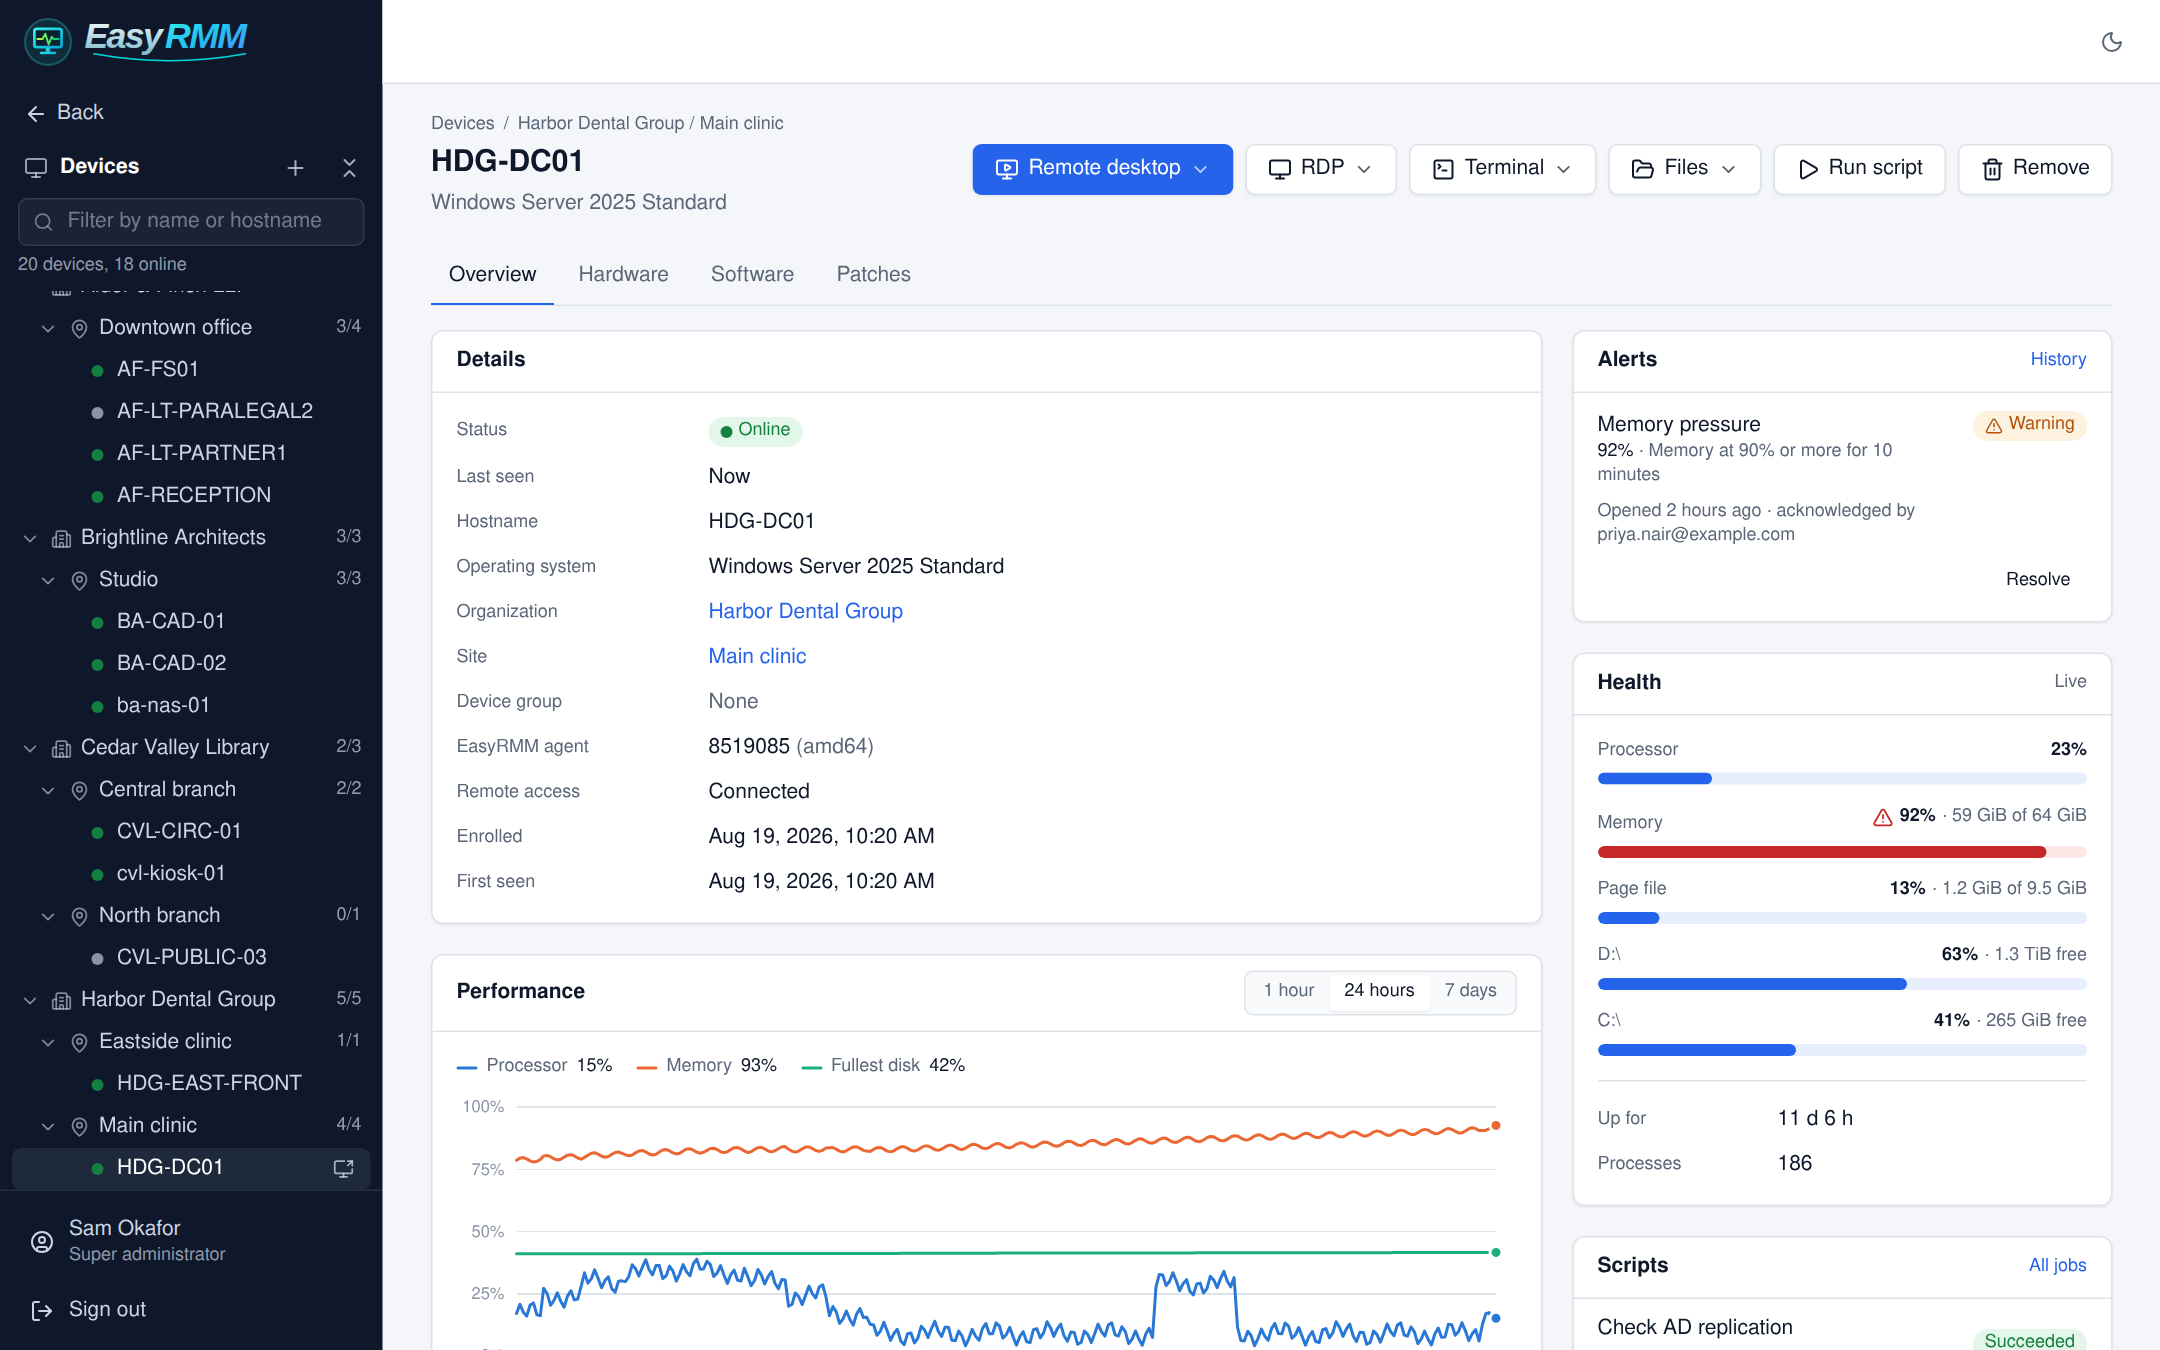 EasyRMM
Back
Devices
Filter by name or hostname
20 devices, 18 online
Downtown office 3/4
AF-FS01
AF-LT-PARALEGAL2
AF-LT-PARTNER1
AF-RECEPTION
Brightline Architects 3/3
Studio 3/3
BA-CAD-01
BA-CAD-02
ba-nas-01
Cedar Valley Library 2/3
Central branch 2/2
CVL-CIRC-01
cvl-kiosk-01
North branch 0/1
CVL-PUBLIC-03
Harbor Dental Group 5/5
Eastside clinic 1/1
HDG-EAST-FRONT
Main clinic 4/4
HDG-DC01
Sam Okafor
Super administrator
Sign out
Devices / Harbor Dental Group / Main clinic
HDG-DC01
Windows Server 2025 Standard
Remote desktop
RDP
Terminal
Files
Run script
Remove
Overview Hardware Software Patches
Details
Status Online
Last seen Now
Hostname HDG-DC01
Operating system Windows Server 2025 Standard
Organization Harbor Dental Group
Site Main clinic
Device group None
EasyRMM agent 8519085 (amd64)
Remote access Connected
Enrolled Aug 19, 2026, 10:20 AM
First seen Aug 19, 2026, 10:20 AM
Performance
1 hour 24 hours 7 days
Processor 15% Memory 93% Fullest disk 42%
100%
75%
50%
25%
Alerts History
Memory pressure Warning
92% · Memory at 90% or more for 10
minutes
Opened 2 hours ago · acknowledged by
priya.nair@example.com
Resolve
Health Live
Processor 23%
Memory 92% · 59 GiB of 64 GiB
Page file 13% · 1.2 GiB of 9.5 GiB
D:\ 63% · 1.3 TiB free
C:\ 41% · 265 GiB free
Up for 11 d 6 h
Processes 186
Scripts All jobs
Check AD replication
Succeeded